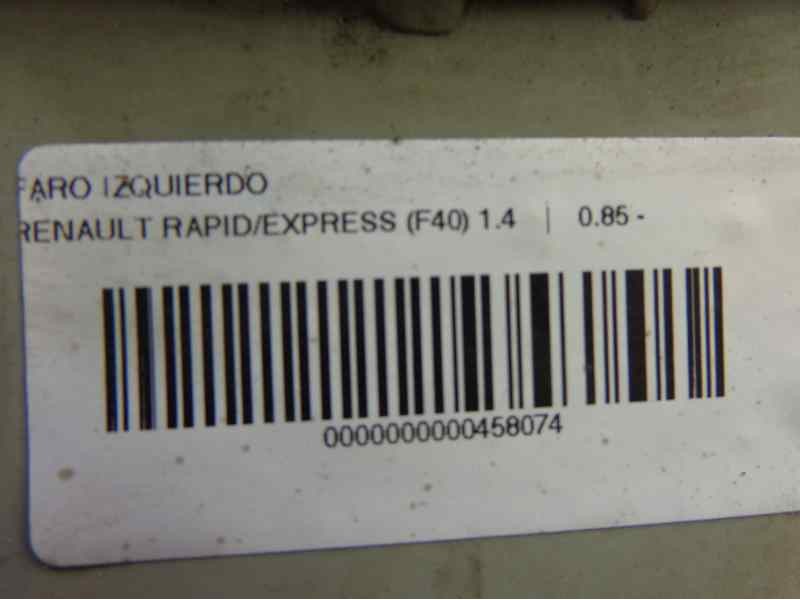 FARO IZQUIERDO
RENAULT RAPID/EXPRESS (F40) 1.4 | 0.85 -
0000000000458074